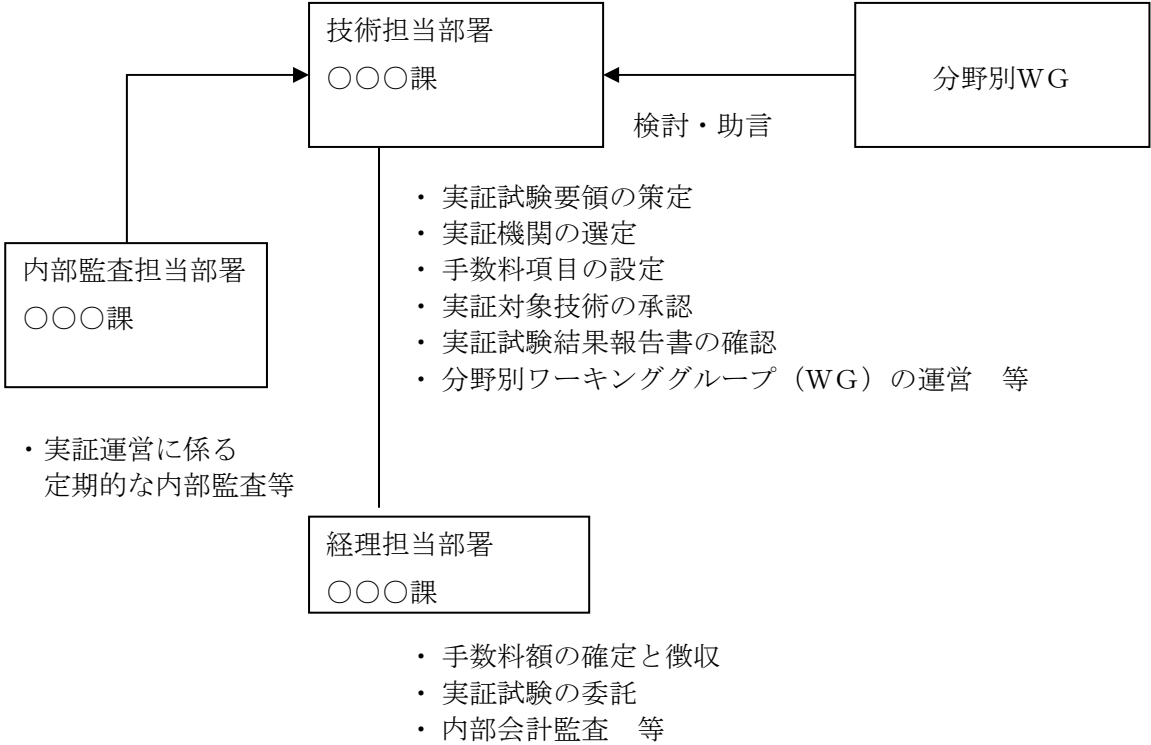 技術担当部署
○○○課
分野別WＧ
検討・助言
・ 実証試験要領の策定
・ 実証機関の選定
・ 手数料項目の設定
・ 実証対象技術の承認
・ 実証試験結果報告書の確認
・ 分野別ワーキンググループ（WＧ）の運営　等
内部監査担当部署
○○○課
・実証運営に係る
定期的な内部監査等
経理担当部署
○○○課
・ 手数料額の確定と徴収
・ 実証試験の委託
・ 内部会計監査　等